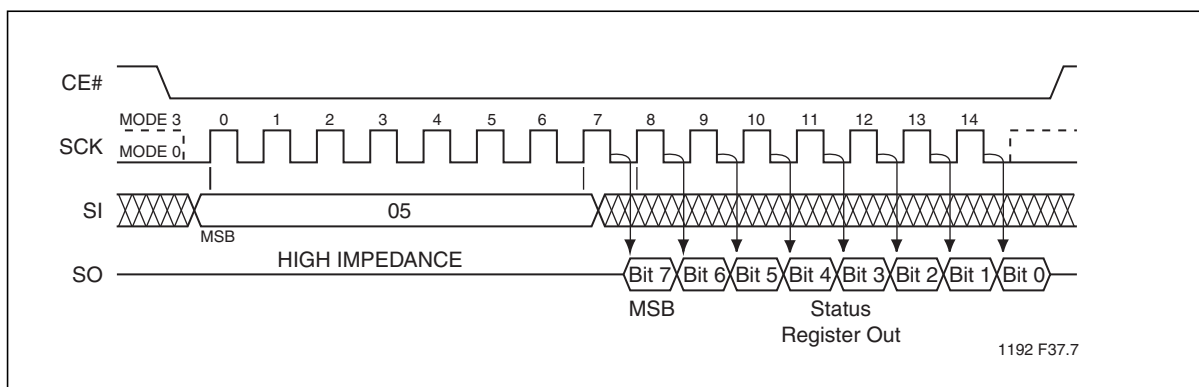 CE#
MODE 3 0 1 2 3 4 5 6 7 8 9 10 11 12 13 14
SCK
MODE 0
SI 05
MSB
HIGH IMPEDANCE
SO Bit 7 Bit 6 Bit 5 Bit 4 Bit 3 Bit 2 Bit 1 Bit 0
MSB Status
Register Out
1192 F37.7